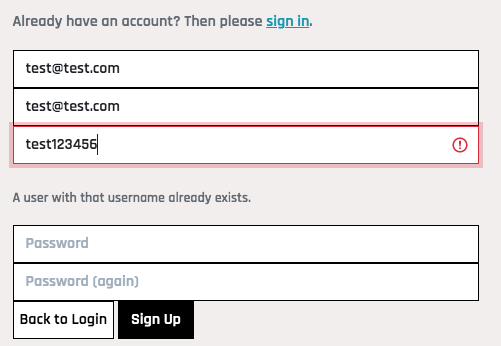 Already have an account? Then please sign in.
test@test.com
test@test.com
test123456
A user with that username already exists.
Password
Password (again)
Back to Login Sign Up